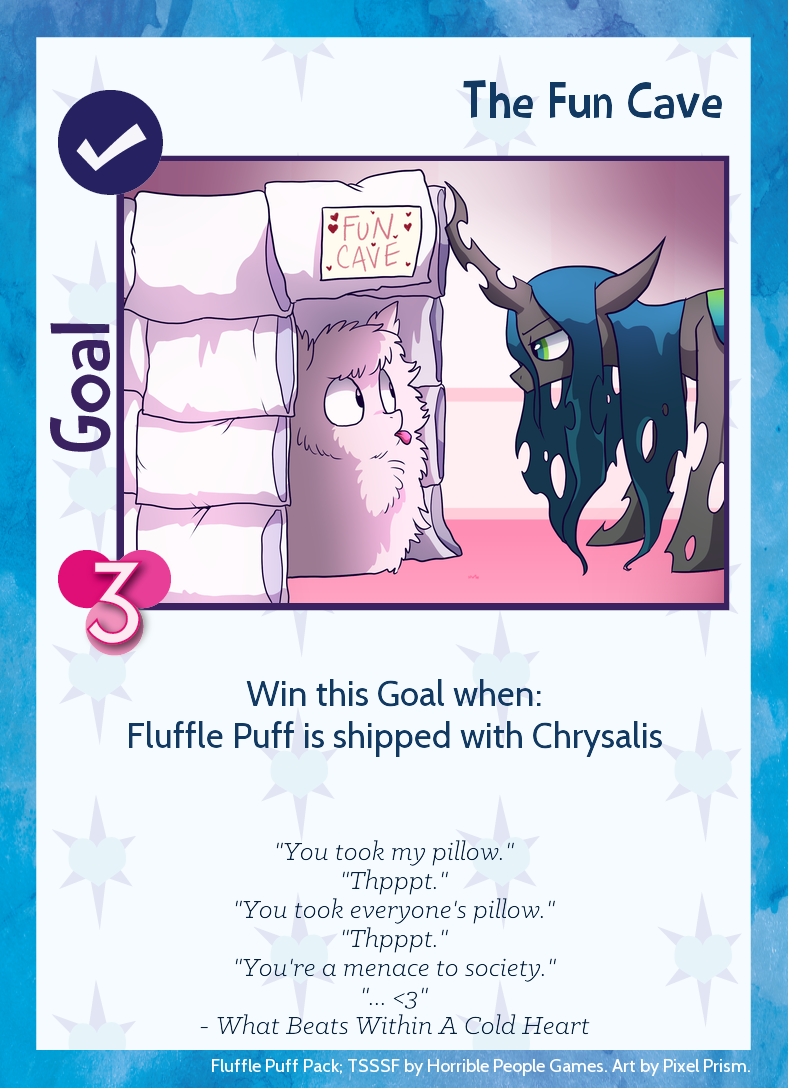 The Fun Cave
FUN
CAVE
Goal
3
Win this Goal when:
Fluffle Puff is shipped with Chrysalis
"You took my pillow."
"Thpppt."
"You took everyone's pillow."
"Thpppt."
"You're a menace to society."
"... <3"
- What Beats Within A Cold Heart
Fluffle Puff Pack; TSSSF by Horrible People Games. Art by Pixel Prism.